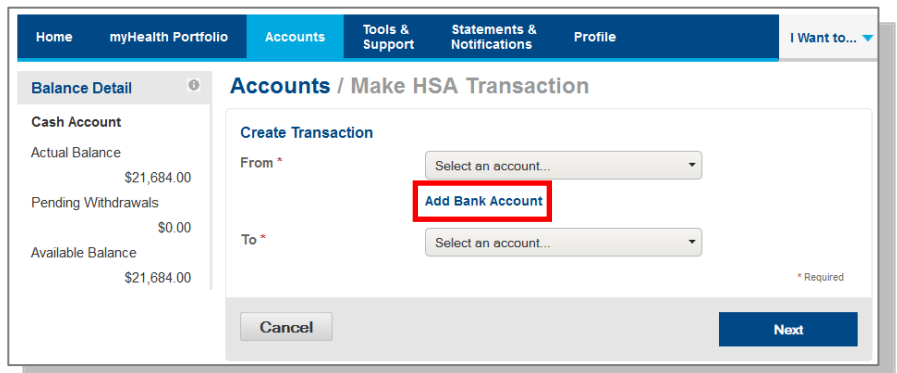 Home myHealth Portfolio Accounts Tools & Support Statements & Notifications Profile I Want to...
Balance Detail
Cash Account
Actual Balance
$21,684.00
Pending Withdrawals
$0.00
Available Balance
$21,684.00
Accounts / Make HSA Transaction
Create Transaction
From * Select an account...
Add Bank Account
To * Select an account...
* Required
Cancel Next